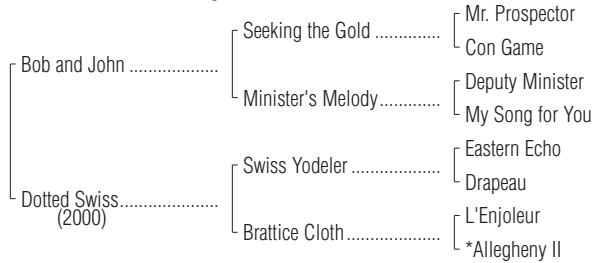 Mr. Prospector
Seeking the Gold ..............
Con Game
Bob and John ...................
Deputy Minister
Minister's Melody.............
My Song for You
Eastern Echo
Swiss Yodeler ...................
Drapeau
Dotted Swiss.....................
(2000)
L'Enjoleur
Brattice Cloth....................
*Allegheny II